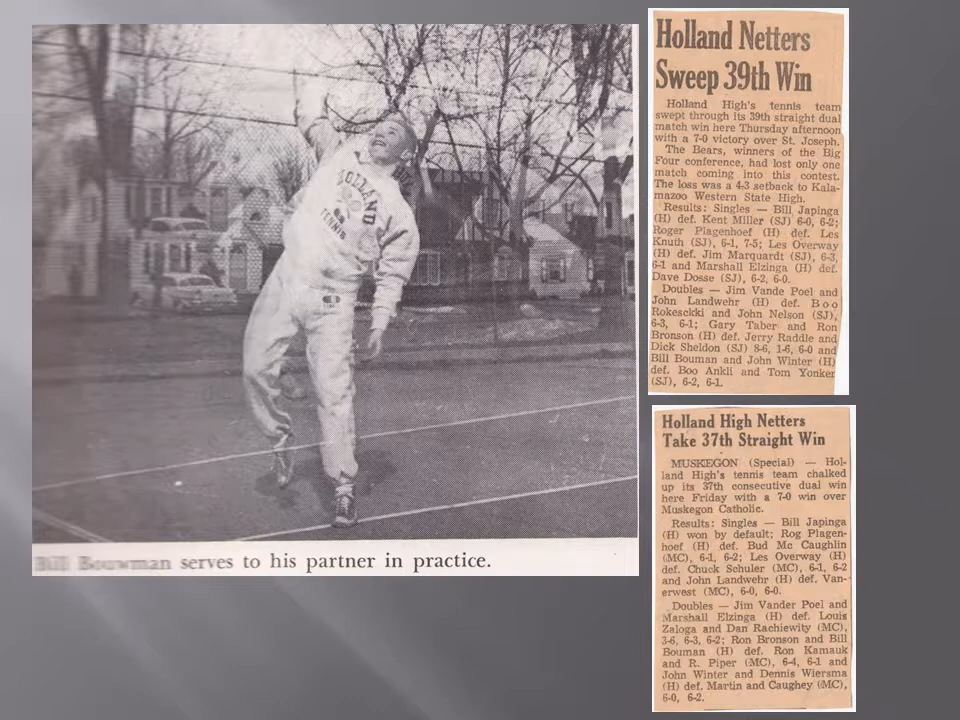 HOLLAND
TENNIS
Bill Bouwman serves to his partner in practice.
Holland Netters
Sweep 39th Win
Holland High's tennis team
swept through its 39th straight dual
match win here Thursday afternoon
with a 7-0 victory over St. Joseph.
The Bears, winners of the Big
Four conference, had lost only one
match coming into this contest.
The loss was a 4-3 setback to Kala-
mazoo Western State High.
Results: Singles — Bill Japinga
(H) def. Kent Miller (SJ) 6-0, 6-2;
Roger Plagenhoef (H) def. Les
Knuth (SJ), 6-1, 7-5; Les Overway
(H) def. Jim Marquardt (SJ), 6-3,
6-1 and Marshall Elzinga (H) def.
Dave Dosse (SJ), 6-2, 6-0.
Doubles — Jim Vande Poel and
John Landwehr (H) def. Boo
Rokesckki and John Nelson (SJ),
6-3, 6-1; Gary Taber and Ron
Bronson (H) def. Jerry Raddle and
Dick Sheldon (SJ) 8-6, 1-6, 6-0 and
Bill Bouman and John Winter (H)
def. Boo Ankli and Tom Yonker
(SJ), 6-2, 6-1.
Holland High Netters
Take 37th Straight Win
MUSKEGON (Special) — Hol-
land High's tennis team chalked
up its 37th consecutive dual win
here Friday with a 7-0 win over
Muskegon Catholic.
Results: Singles — Bill Japinga
(H) won by default; Rog Plagen-
hoef (H) def. Bud Mc Caughlin
(MC), 6-1, 6-2; Les Overway (H)
def. Chuck Schuler (MC), 6-1, 6-2
and John Landwehr (H) def. Van-
erwest (MC), 6-0, 6-0.
Doubles — Jim Vander Poel and
Marshall Elzinga (H) def. Louis
Zaloga and Dan Rachiewity (MC),
3-6, 6-3, 6-2; Ron Bronson and Bill
Bouman (H) def. Ron Kamauk
and R. Piper (MC), 6-4, 6-1 and
John Winter and Dennis Wiersma
(H) def. Martin and Caughey (MC),
6-0, 6-2.